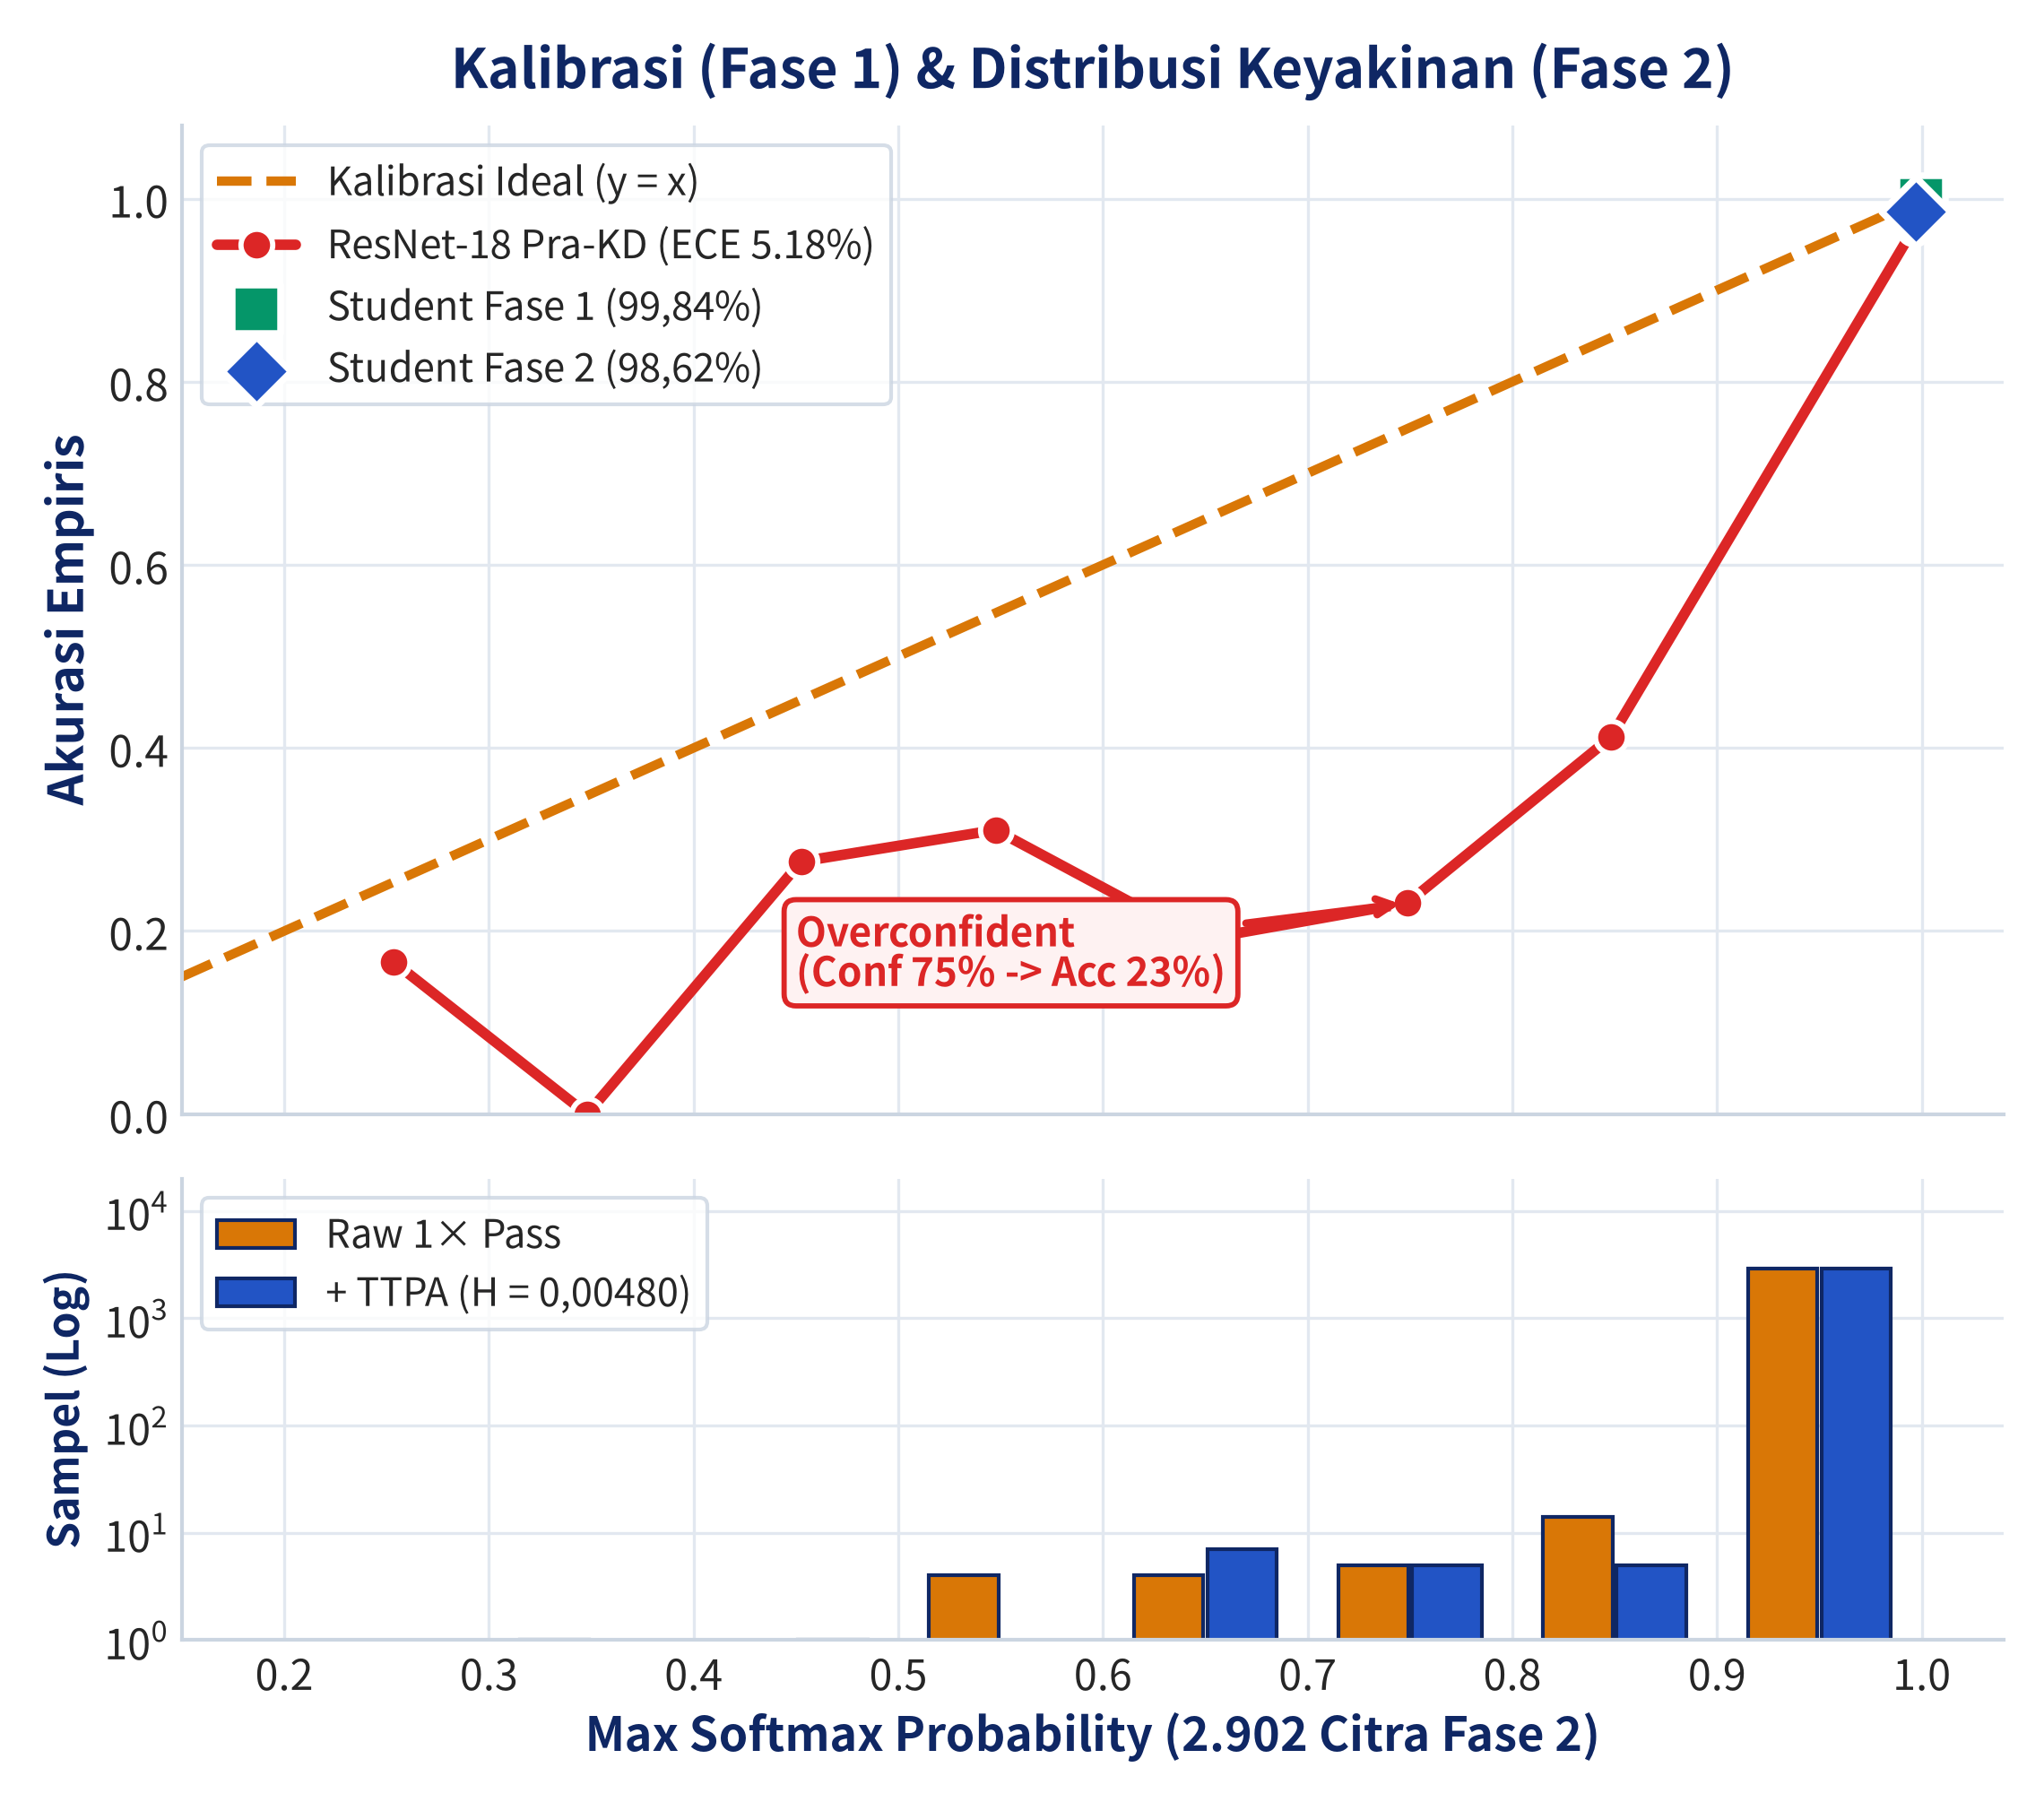 Kalibrasi (Fase 1) & Distribusi Keyakinan (Fase 2)
Akurasi Empiris
1.0
0.8
0.6
0.4
0.2
0.0
Kalibrasi Ideal (y = x)
ResNet-18 Pra-KD (ECE 5.18%)
Student Fase 1 (99,84%)
Student Fase 2 (98,62%)
Overconfident
(Conf 75% -> Acc 23%)
Sampel (Log)
10⁴
10³
10²
10¹
10⁰
Raw 1× Pass
+ TTPA (H = 0,00480)
0.2 0.3 0.4 0.5 0.6 0.7 0.8 0.9 1.0
Max Softmax Probability (2.902 Citra Fase 2)